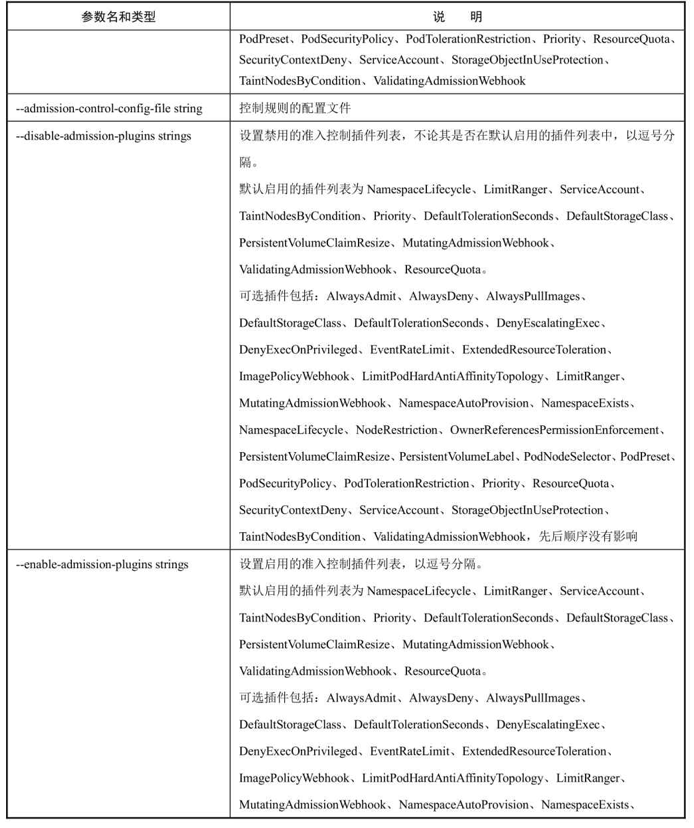 参数名和类型
说 明
PodPreset、PodSecurityPolicy、PodTolerationRestriction、Priority、ResourceQuota、
SecurityContextDeny、ServiceAccount、StorageObjectInUseProtection、
TaintNodesByCondition、ValidatingAdmissionWebhook
--admission-control-config-file string
控制规则的配置文件
--disable-admission-plugins strings
设置禁用的准入控制插件列表，不论其是否在默认启用的插件列表中，以逗号分
隔。
默认启用的插件列表为 NamespaceLifecycle、LimitRanger、ServiceAccount、
TaintNodesByCondition、Priority、DefaultTolerationSeconds、DefaultStorageClass、
PersistentVolumeClaimResize、MutatingAdmissionWebhook、
ValidatingAdmissionWebhook、ResourceQuota。
可选插件包括：AlwaysAdmit、AlwaysDeny、AlwaysPullImages、
DefaultStorageClass、DefaultTolerationSeconds、DenyEscalatingExec、
DenyExecOnPrivileged、EventRateLimit、ExtendedResourceToleration、
ImagePolicyWebhook、LimitPodHardAntiAffinityTopology、LimitRanger、
MutatingAdmissionWebhook、NamespaceAutoProvision、NamespaceExists、
NamespaceLifecycle、NodeRestriction、OwnerReferencesPermissionEnforcement、
PersistentVolumeClaimResize、PersistentVolumeLabel、PodNodeSelector、PodPreset、
PodSecurityPolicy、PodTolerationRestriction、Priority、ResourceQuota、
SecurityContextDeny、ServiceAccount、StorageObjectInUseProtection、
TaintNodesByCondition、ValidatingAdmissionWebhook，先后顺序没有影响
--enable-admission-plugins strings
设置启用的准入控制插件列表，以逗号分隔。
默认启用的插件列表为 NamespaceLifecycle、LimitRanger、ServiceAccount、
TaintNodesByCondition、Priority、DefaultTolerationSeconds、DefaultStorageClass、
PersistentVolumeClaimResize、MutatingAdmissionWebhook、
ValidatingAdmissionWebhook、ResourceQuota。
可选插件包括：AlwaysAdmit、AlwaysDeny、AlwaysPullImages、
DefaultStorageClass、DefaultTolerationSeconds、DenyEscalatingExec、
DenyExecOnPrivileged、EventRateLimit、ExtendedResourceToleration、
ImagePolicyWebhook、LimitPodHardAntiAffinityTopology、LimitRanger、
MutatingAdmissionWebhook、NamespaceAutoProvision、NamespaceExists、